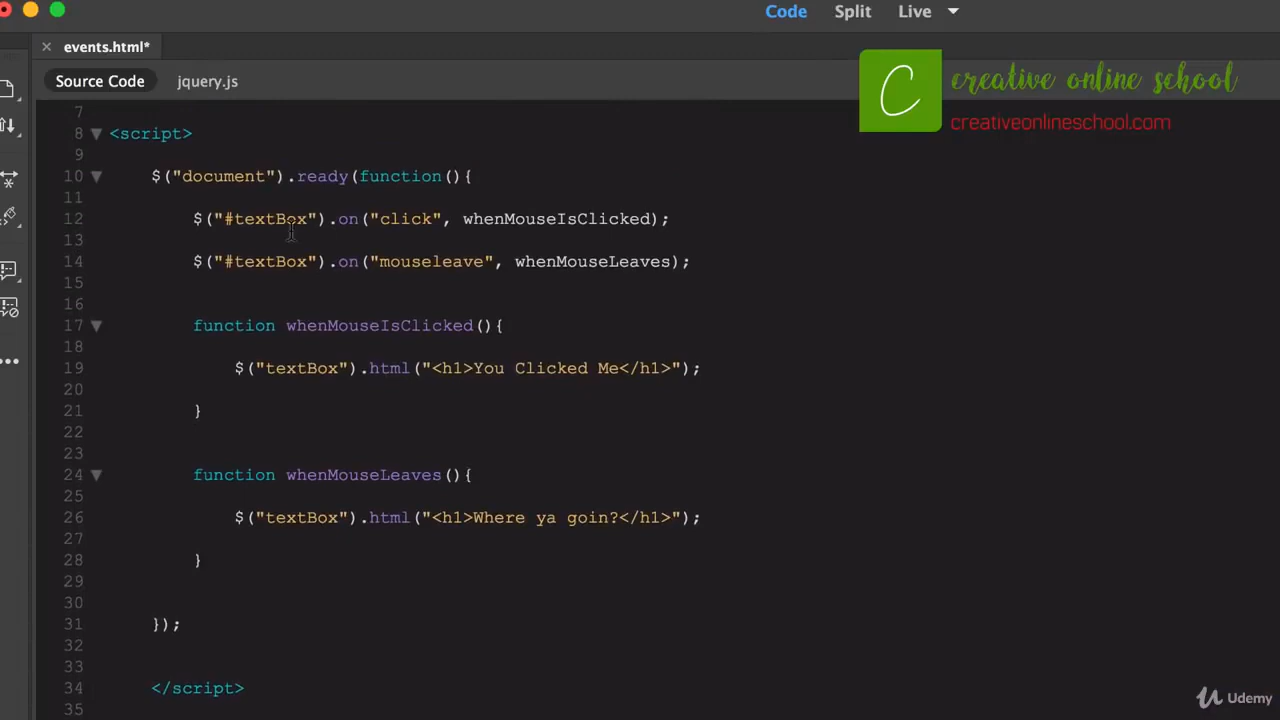 Code Split Live
events.html*
Source Code jquery.js
creative online school
creativeonlineschool.com
7
8 <script>
9
10 $("document").ready(function(){
11
12 $("#textBox").on("click", whenMouseIsClicked);
13
14 $("#textBox").on("mouseleave", whenMouseLeaves);
15
16
17 function whenMouseIsClicked(){
18
19 $("textBox").html("<h1>You Clicked Me</h1>");
20
21 }
22
23
24 function whenMouseLeaves(){
25
26 $("textBox").html("<h1>Where ya goin?</h1>");
27
28 }
29
30
31 });
32
33
34 </script>
35
Udemy